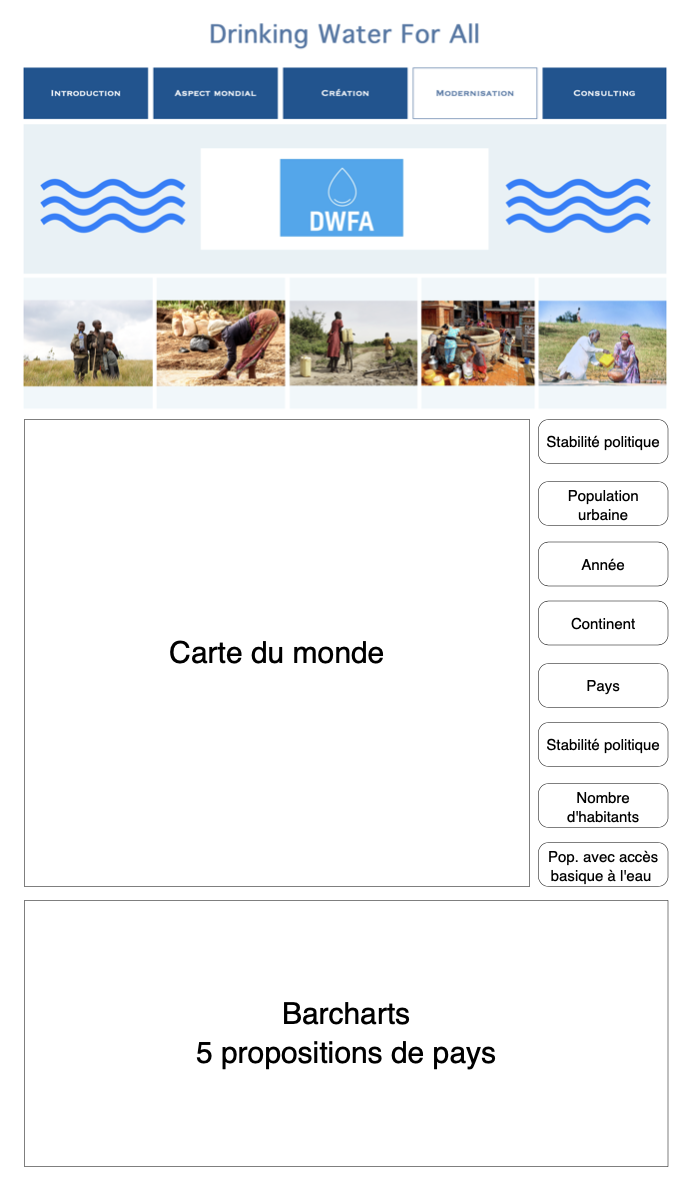 Drinking Water For All
Introduction
Aspect mondial
Création
Modernisation
Consulting
DWFA
Stabilité politique
Population
urbaine
Année
Continent
Pays
Stabilité politique
Nombre
d'habitants
Pop. avec accès
basique à l'eau
Carte du monde
Barcharts
5 propositions de pays